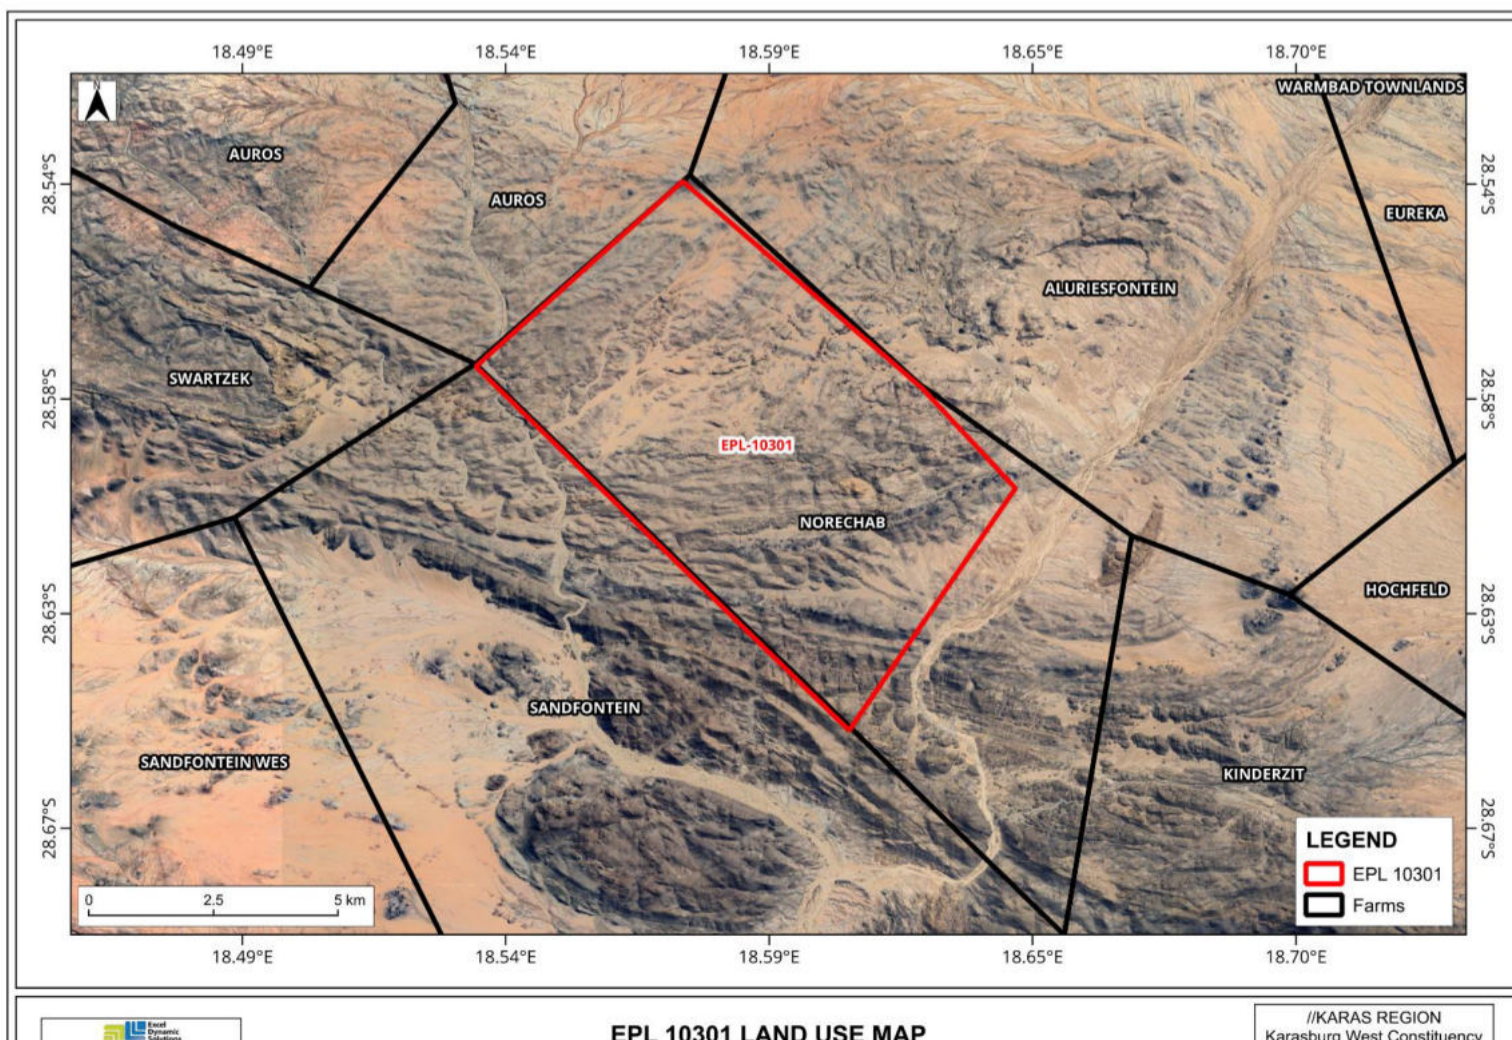 18.49°E 18.54°E 18.59°E 18.65°E 18.70°E
N
WARMBAD TOWNLANDS
AUROS
28.54°S
28.54°S
AUROS
EUREKA
ALURIESFONTEIN
SWARTZEK
28.58°S
28.58°S
EPL-10301
NORECHAB
HOCHFELD
28.63°S
28.63°S
SANDFONTEIN
SANDFONTEIN WES
KINDERZIT
28.67°S
28.67°S
LEGEND
EPL 10301
Farms
0 2.5 5 km
18.49°E 18.54°E 18.59°E 18.65°E 18.70°E
Excel
Dynamic
Solutions
EPL 10301 LAND USE MAP
//KARAS REGION
Karasburg West Constituency